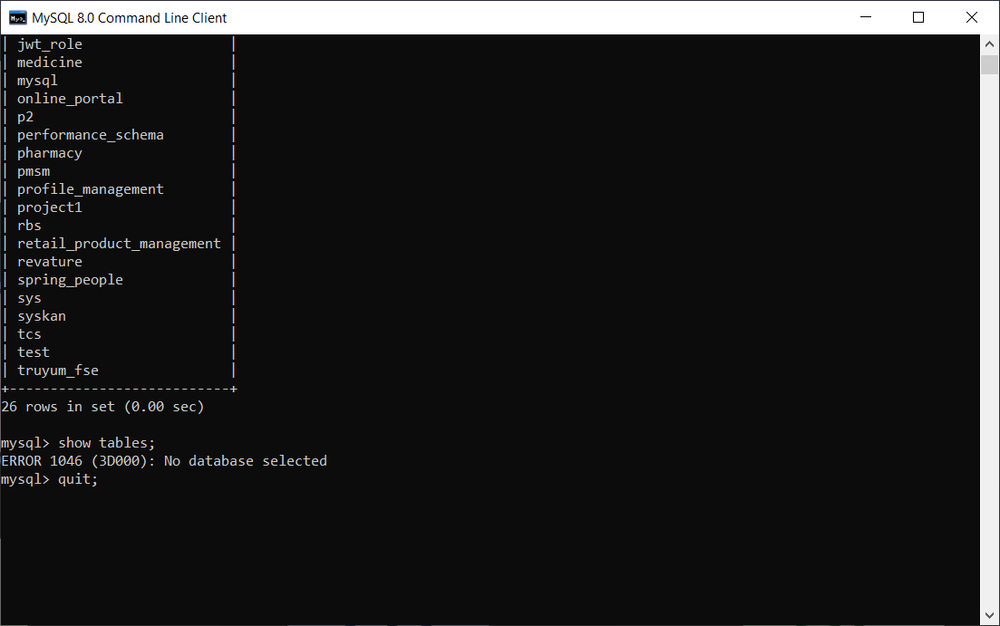 MySQL 8.0 Command Line Client
| jwt_role                  |
| medicine                  |
| mysql                     |
| online_portal             |
| p2                        |
| performance_schema        |
| pharmacy                  |
| pmsm                      |
| profile_management        |
| project1                  |
| rbs                       |
| retail_product_management |
| revature                  |
| spring_people             |
| sys                       |
| syskan                    |
| tcs                       |
| test                      |
| truyum_fse                |
+---------------------------+
26 rows in set (0.00 sec)
mysql> show tables;
ERROR 1046 (3D000): No database selected
mysql> quit;